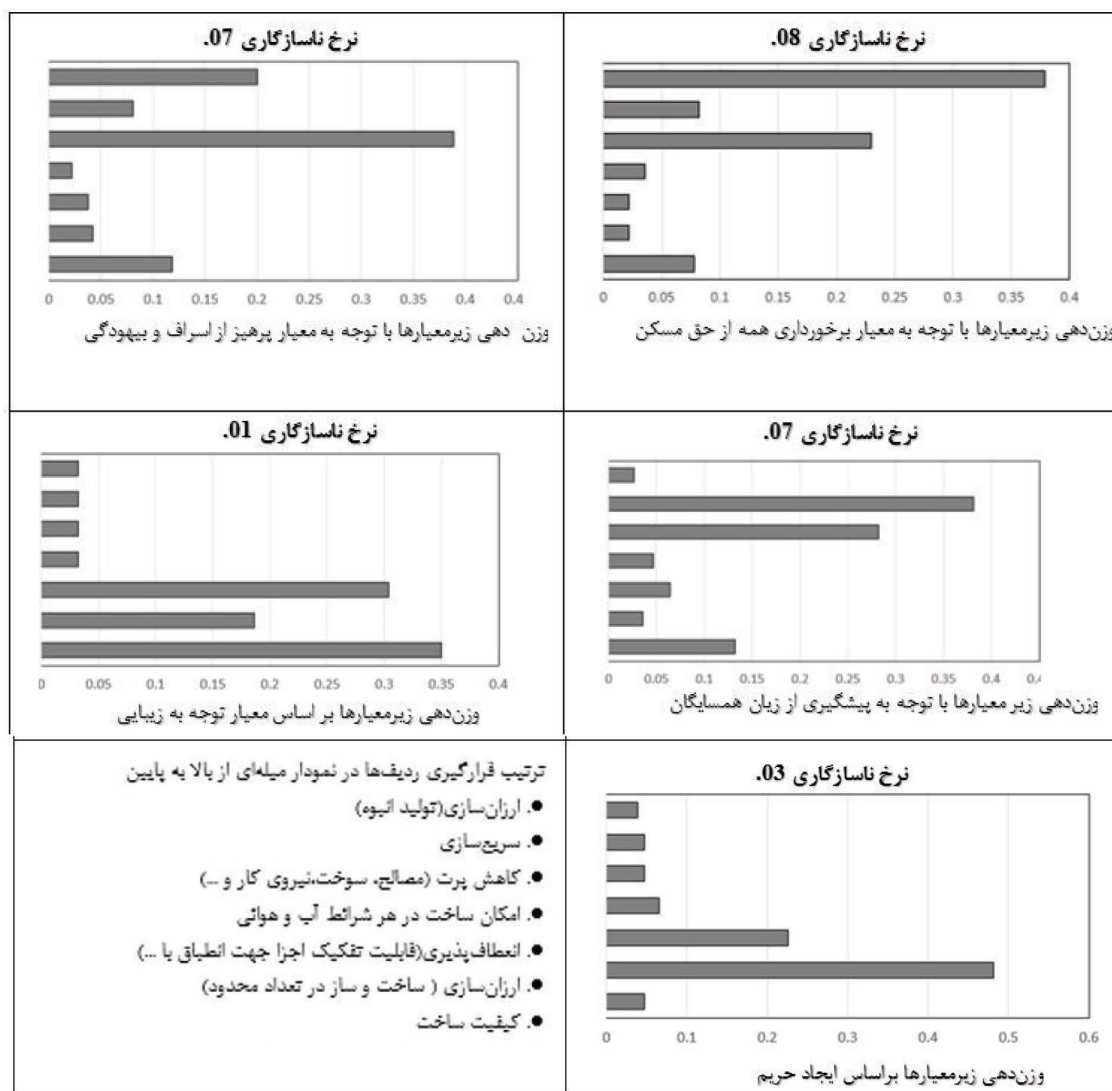 نرخ ناسازگاری 08.
0 0.05 0.1 0.15 0.2 0.25 0.3 0.35 0.4
وزن‌دهی زیرمعیارها با توجه به معیار برخورداری همه از حق مسکن
نرخ ناسازگاری 07.
0 0.05 0.1 0.15 0.2 0.25 0.3 0.35 0.4 0.4
وزن دهی زیرمعیارها با توجه به معیار پرهیز از اسراف و بیهودگی
نرخ ناسازگاری 07.
0 0.05 0.1 0.15 0.2 0.25 0.3 0.35 0.4 0.4
وزن‌دهی زیر معیارها با توجه به پیشگیری از زیان همسایگان
نرخ ناسازگاری 01.
0 0.05 0.1 0.15 0.2 0.25 0.3 0.35 0.4
وزن‌دهی زیرمعیارها بر اساس معیار توجه به زیبایی
نرخ ناسازگاری 03.
0 0.1 0.2 0.3 0.4 0.5 0.6
وزن‌دهی زیرمعیارها براساس ایجاد حریم
ترتیب قرارگیری ردیف‌ها در نمودار میله‌ای از بالا به پایین
●. ارزان‌سازی(تولید انبوه)
●. سریع‌سازی
●. کاهش پرت (مصالح، سوخت،نیروی کار و ...)
●. امکان ساخت در هر شرائط آب و هوائی
●. انعطاف‌پذیری(قابلیت تفکیک اجزا جهت انطباق با ...)
●. ارزان‌سازی ( ساخت و ساز در تعداد محدود)
●. کیفیت ساخت